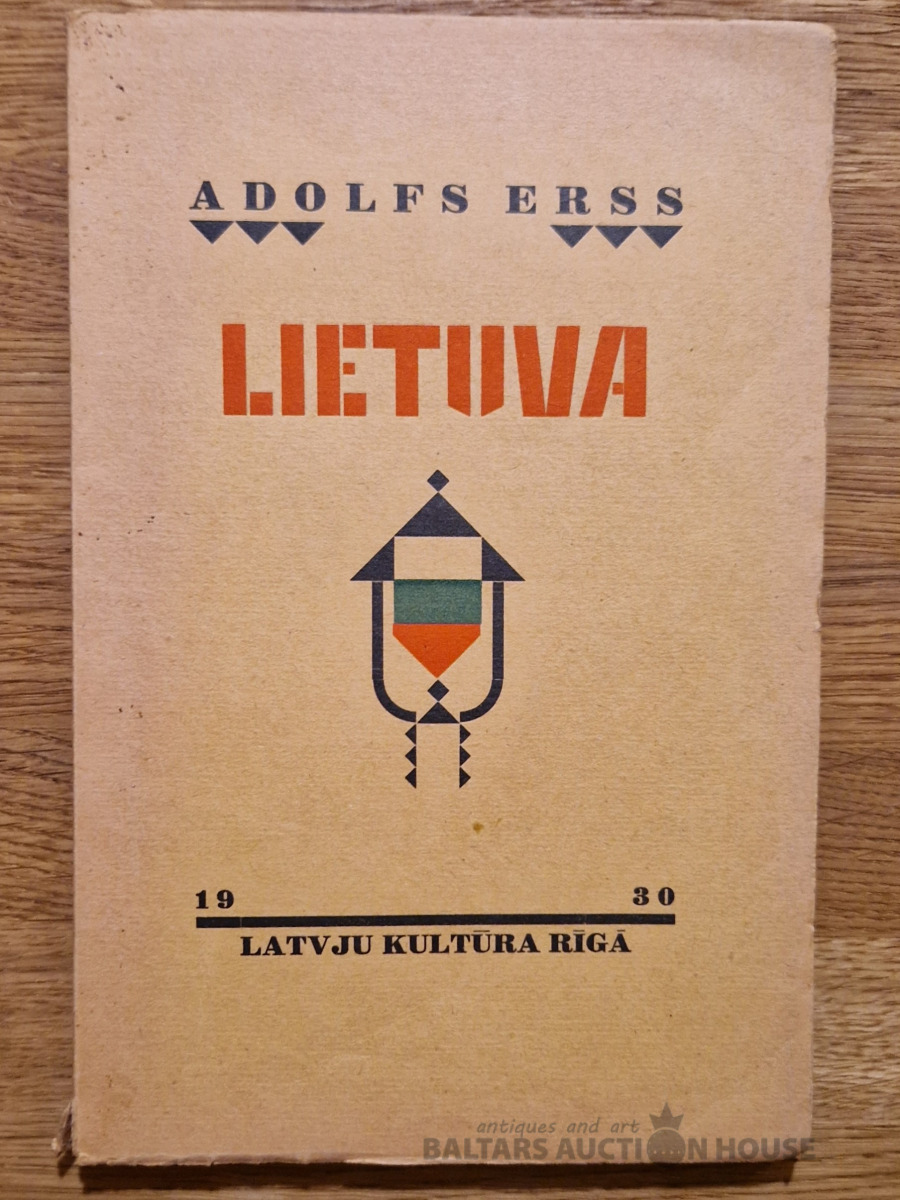 ADOLFS ERSS
LIETUVA
19 30
LATVJU KULTŪRA RĪGĀ
antiques and art
BALTARS AUCTION HOUSE